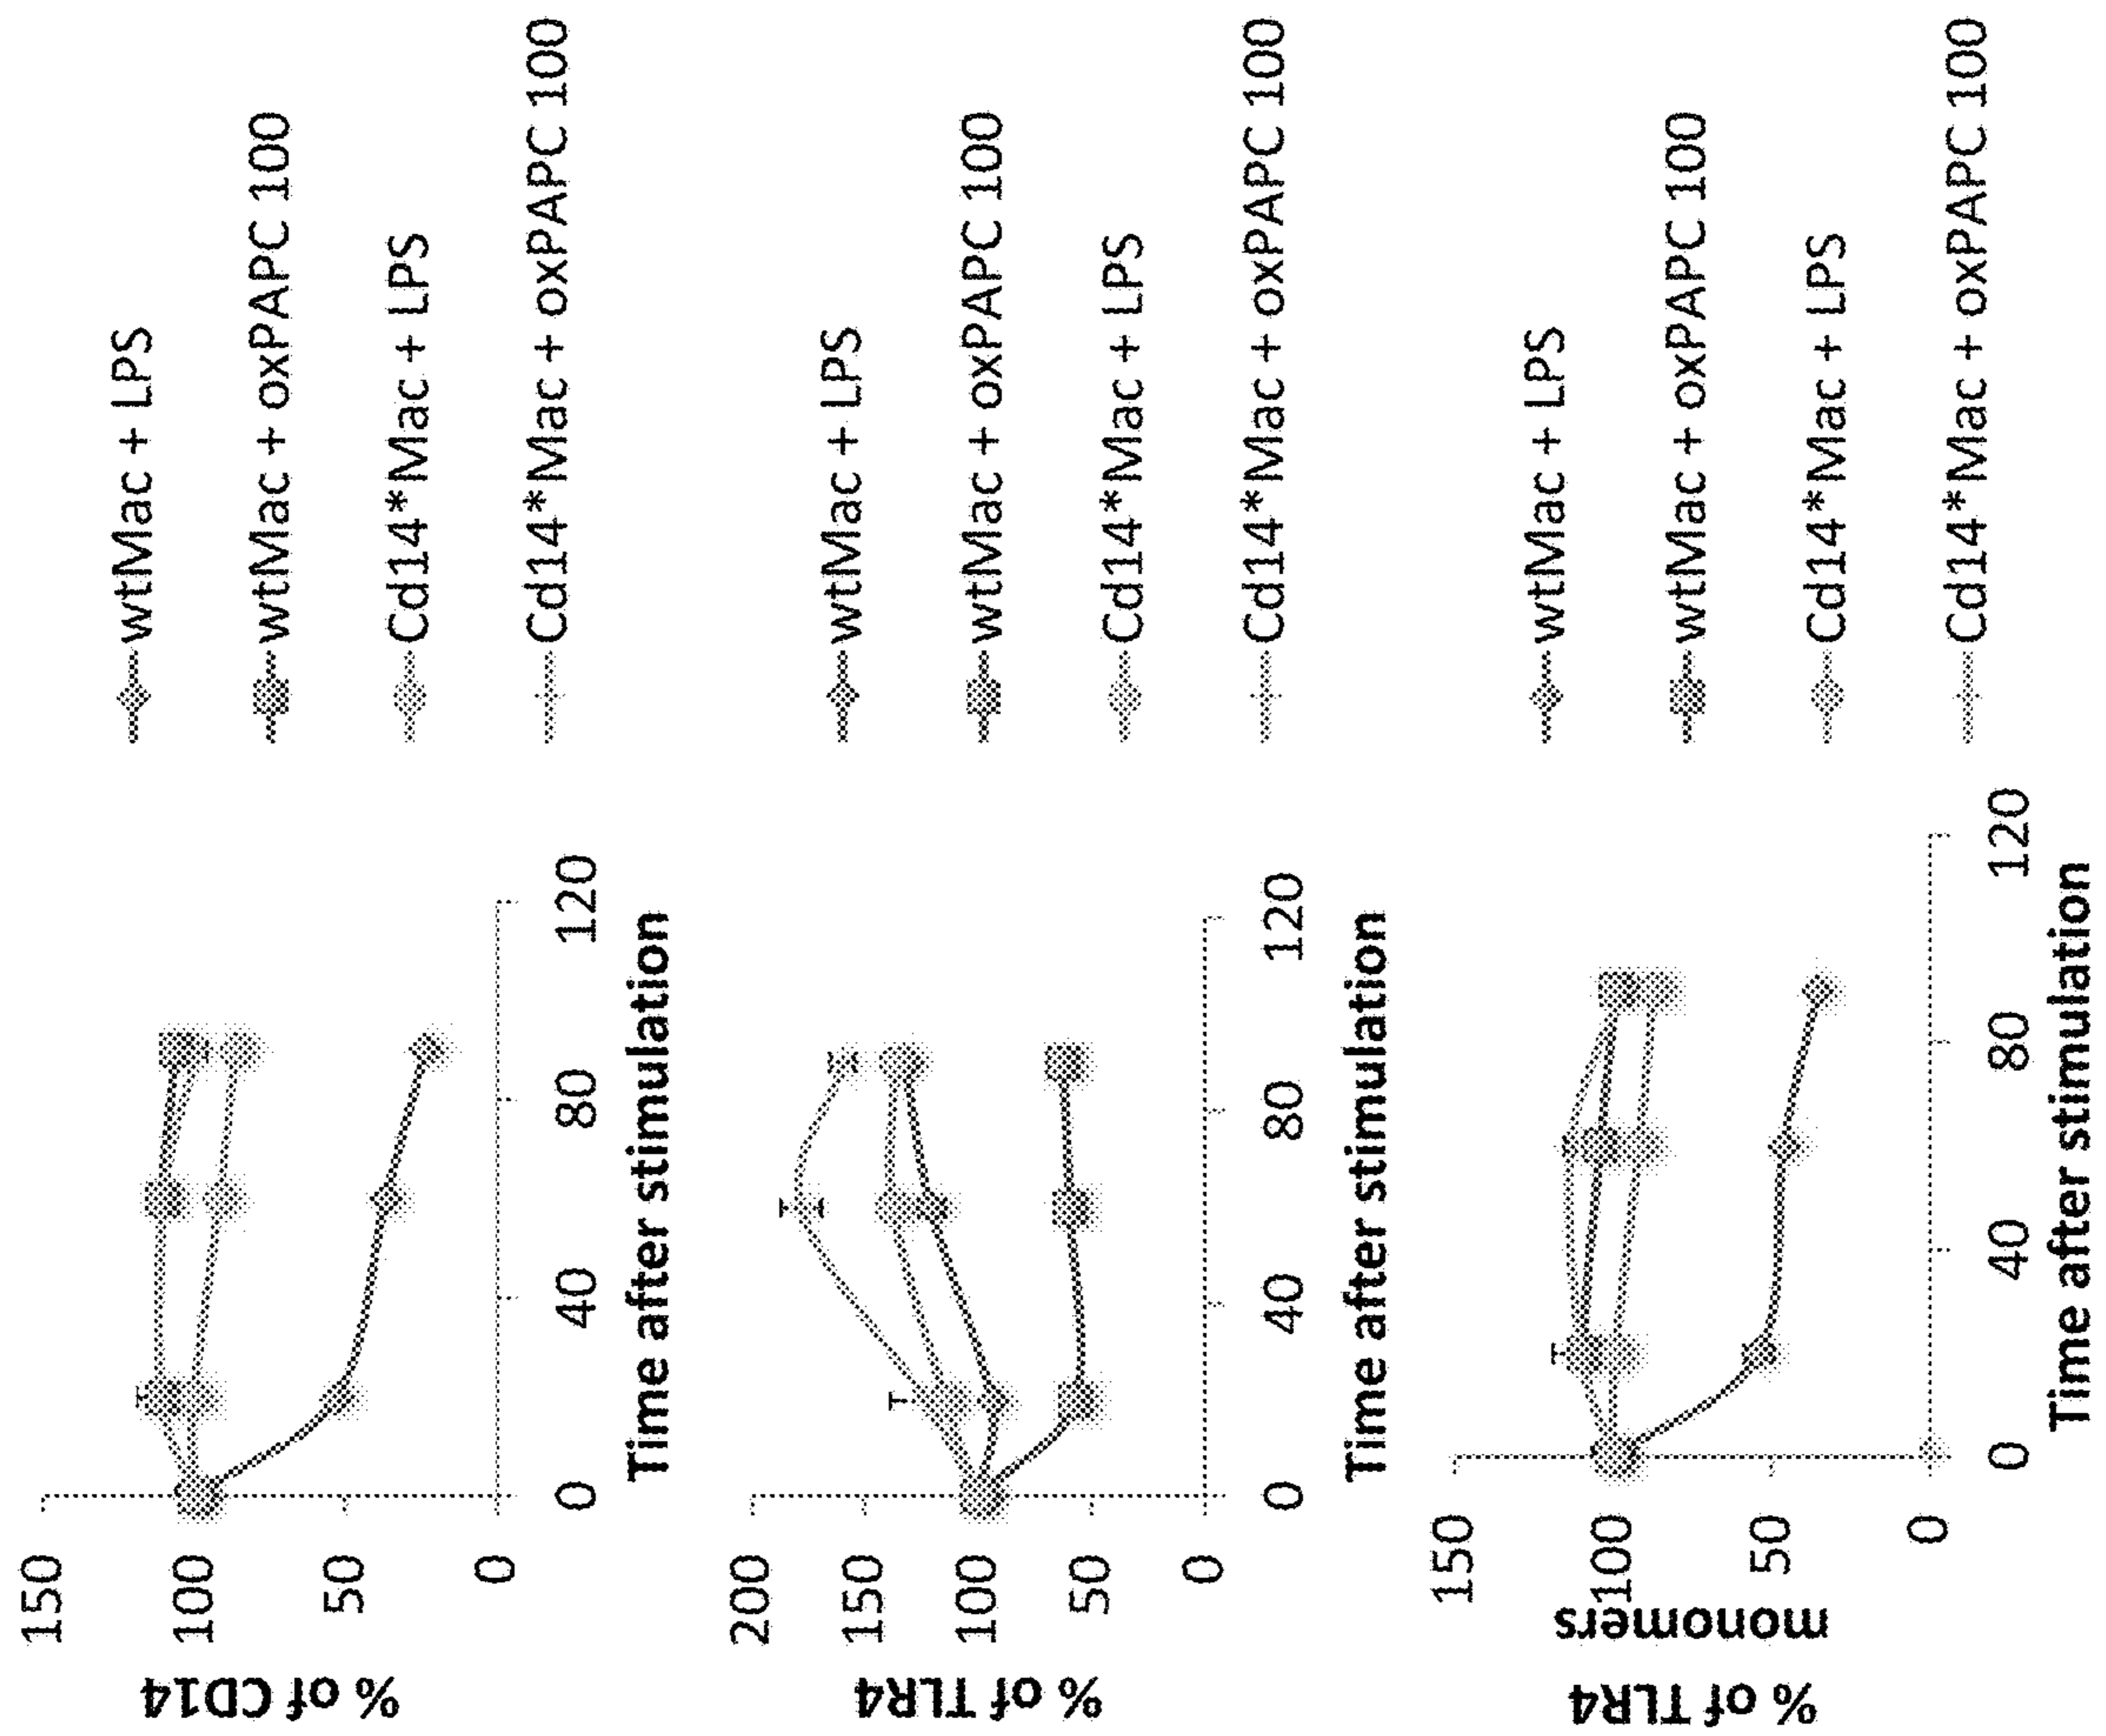 % of CD14
150
100
50
0
0
40
80
120
Time after stimulation
wtMac + LPS
wtMac + oxPAPC 100
Cd14*Mac + LPS
Cd14*Mac + oxPAPC 100
% of TLR4
200
150
100
50
0
0
40
80
120
Time after stimulation
wtMac + LPS
wtMac + oxPAPC 100
Cd14*Mac + LPS
Cd14*Mac + oxPAPC 100
% of TLR4
monomers
150
100
50
0
0
40
80
120
Time after stimulation
wtMac + LPS
wtMac + oxPAPC 100
Cd14*Mac + LPS
Cd14*Mac + oxPAPC 100